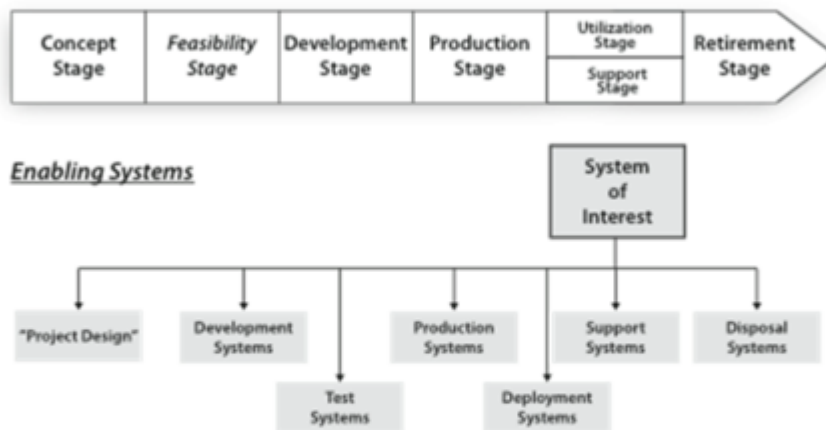 Concept
Stage
Feasibility
Stage
Development
Stage
Production
Stage
Utilization
Stage
Support
Stage
Retirement
Stage
Enabling Systems
System
of
Interest
"Project Design"
Development
Systems
Production
Systems
Support
Systems
Disposal
Systems
Test
Systems
Deployment
Systems